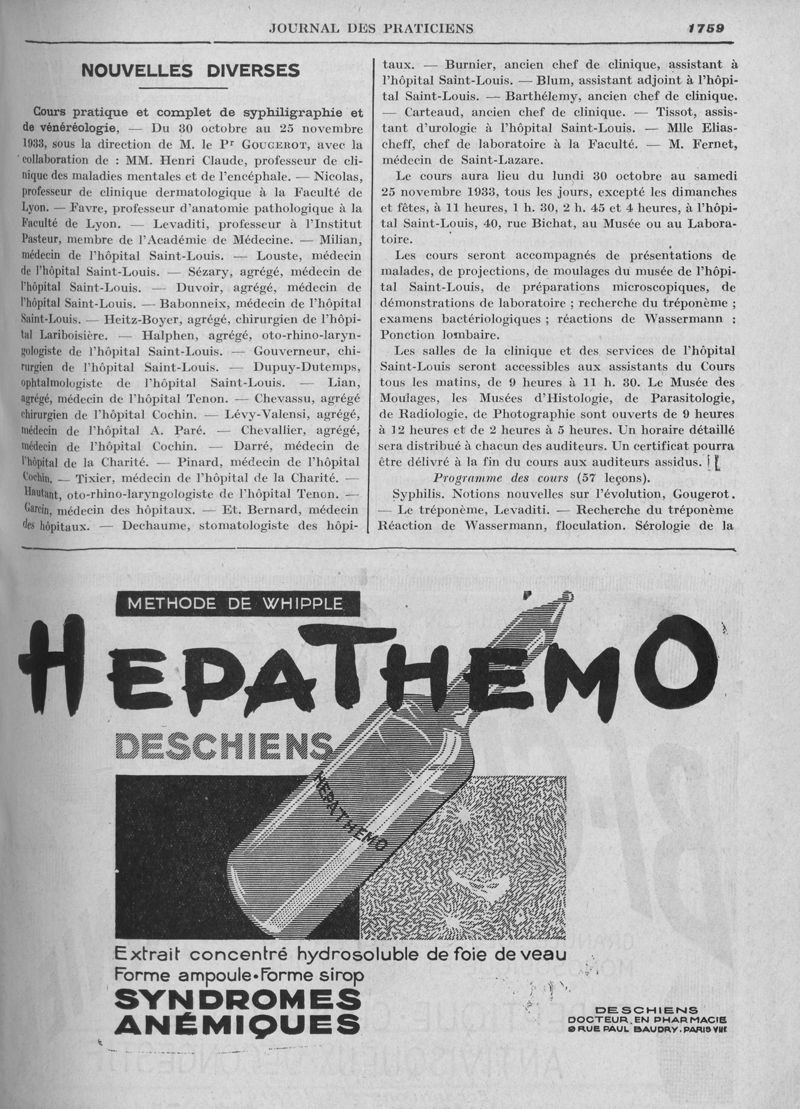 JOURNAL DES PRATICIENS 1759
NOUVELLES DIVERSES
Cours pratique et complet de syphiligraphie et
de vénéréologie. — Du 30 octobre au 25 novembre
1933, sous la direction de M. le Pr GOUGEROT, avec la
collaboration de : MM. Henri Claude, professeur de cli-
nique des maladies mentales et de l'encéphale. — Nicolas,
professeur de clinique dermatologique à la Faculté de
Lyon. — Favre, professeur d'anatomie pathologique à la
Faculté de Lyon. — Levaditi, professeur à l'Institut
Pasteur, membre de l'Académie de Médecine. — Milian,
médecin de l'hôpital Saint-Louis. — Louste, médecin
de l'hôpital Saint-Louis. — Sézary, agrégé, médecin de
l'hôpital Saint-Louis. — Duvoir, agrégé, médecin de
l'hôpital Saint-Louis. — Babonneix, médecin de l'hôpital
Saint-Louis. — Heitz-Boyer, agrégé, chirurgien de l'hôpi-
tal Lariboisière. — Halphen, agrégé, oto-rhino-laryn-
gologiste de l'hôpital Saint-Louis. — Gouverneur, chi-
rurgien de l'hôpital Saint-Louis. — Dupuy-Dutemps,
ophtalmologiste de l'hôpital Saint-Louis. — Lian,
agrégé, médecin de l'hôpital Tenon. — Chevassu, agrégé
chirurgien de l'hôpital Cochin. — Lévy-Valensi, agrégé,
médecin de l'hôpital A. Paré. — Chevallier, agrégé,
médecin de l'hôpital Cochin. — Darré, médecin de
l'hôpital de la Charité. — Pinard, médecin de l'hôpital
Cochin. — Tixier, médecin de l'hôpital de la Charité. —
Hautant, oto-rhino-laryngologiste de l'hôpital Tenon. —
Garcin, médecin des hôpitaux. — Et. Bernard, médecin
des hôpitaux. — Dechaume, stomatologiste des hôpi-
taux. — Burnier, ancien chef de clinique, assistant à
l'hôpital Saint-Louis. — Blum, assistant adjoint à l'hôpi-
tal Saint-Louis. — Barthélemy, ancien chef de clinique.
— Carteaud, ancien chef de clinique. — Tissot, assis-
tant d'urologie à l'hôpital Saint-Louis. — Mlle Elias-
cheff, chef de laboratoire à la Faculté. — M. Fernet,
médecin de Saint-Lazare.
Le cours aura lieu du lundi 30 octobre au samedi
25 novembre 1933, tous les jours, excepté les dimanches
et fêtes, à 11 heures, 1 h. 30, 2 h. 45 et 4 heures, à l'hôpi-
tal Saint-Louis, 40, rue Bichat, au Musée ou au Labora-
toire.
Les cours seront accompagnés de présentations de
malades, de projections, de moulages du musée de l'hôpi-
tal Saint-Louis, de préparations microscopiques, de
démonstrations de laboratoire ; recherche du tréponème ;
examens bactériologiques ; réactions de Wassermann :
Ponction lombaire.
Les salles de la clinique et des services de l'hôpital
Saint-Louis seront accessibles aux assistants du Cours
tous les matins, de 9 heures à 11 h. 30. Le Musée des
Moulages, les Musées d'Histologie, de Parasitologie,
de Radiologie, de Photographie sont ouverts de 9 heures
à 12 heures et de 2 heures à 5 heures. Un horaire détaillé
sera distribué à chacun des auditeurs. Un certificat pourra
être délivré à la fin du cours aux auditeurs assidus.
Programme des cours (57 leçons).
Syphilis. Notions nouvelles sur l'évolution, Gougerot.
— Le tréponème, Levaditi. — Recherche du tréponème
Réaction de Wassermann, floculation. Sérologie de la
METHODE DE WHIPPLE
HEPATHEMO
DESCHIENS
HEPATHEMO
Extrait concentré hydrosoluble de foie de veau
Forme ampoule•Forme sirop
SYNDROMES
ANÉMIQUES
DESCHIENS
DOCTEUR EN PHARMACIE
RUE PAUL BAUDRY. PARIS VIIIᵉ